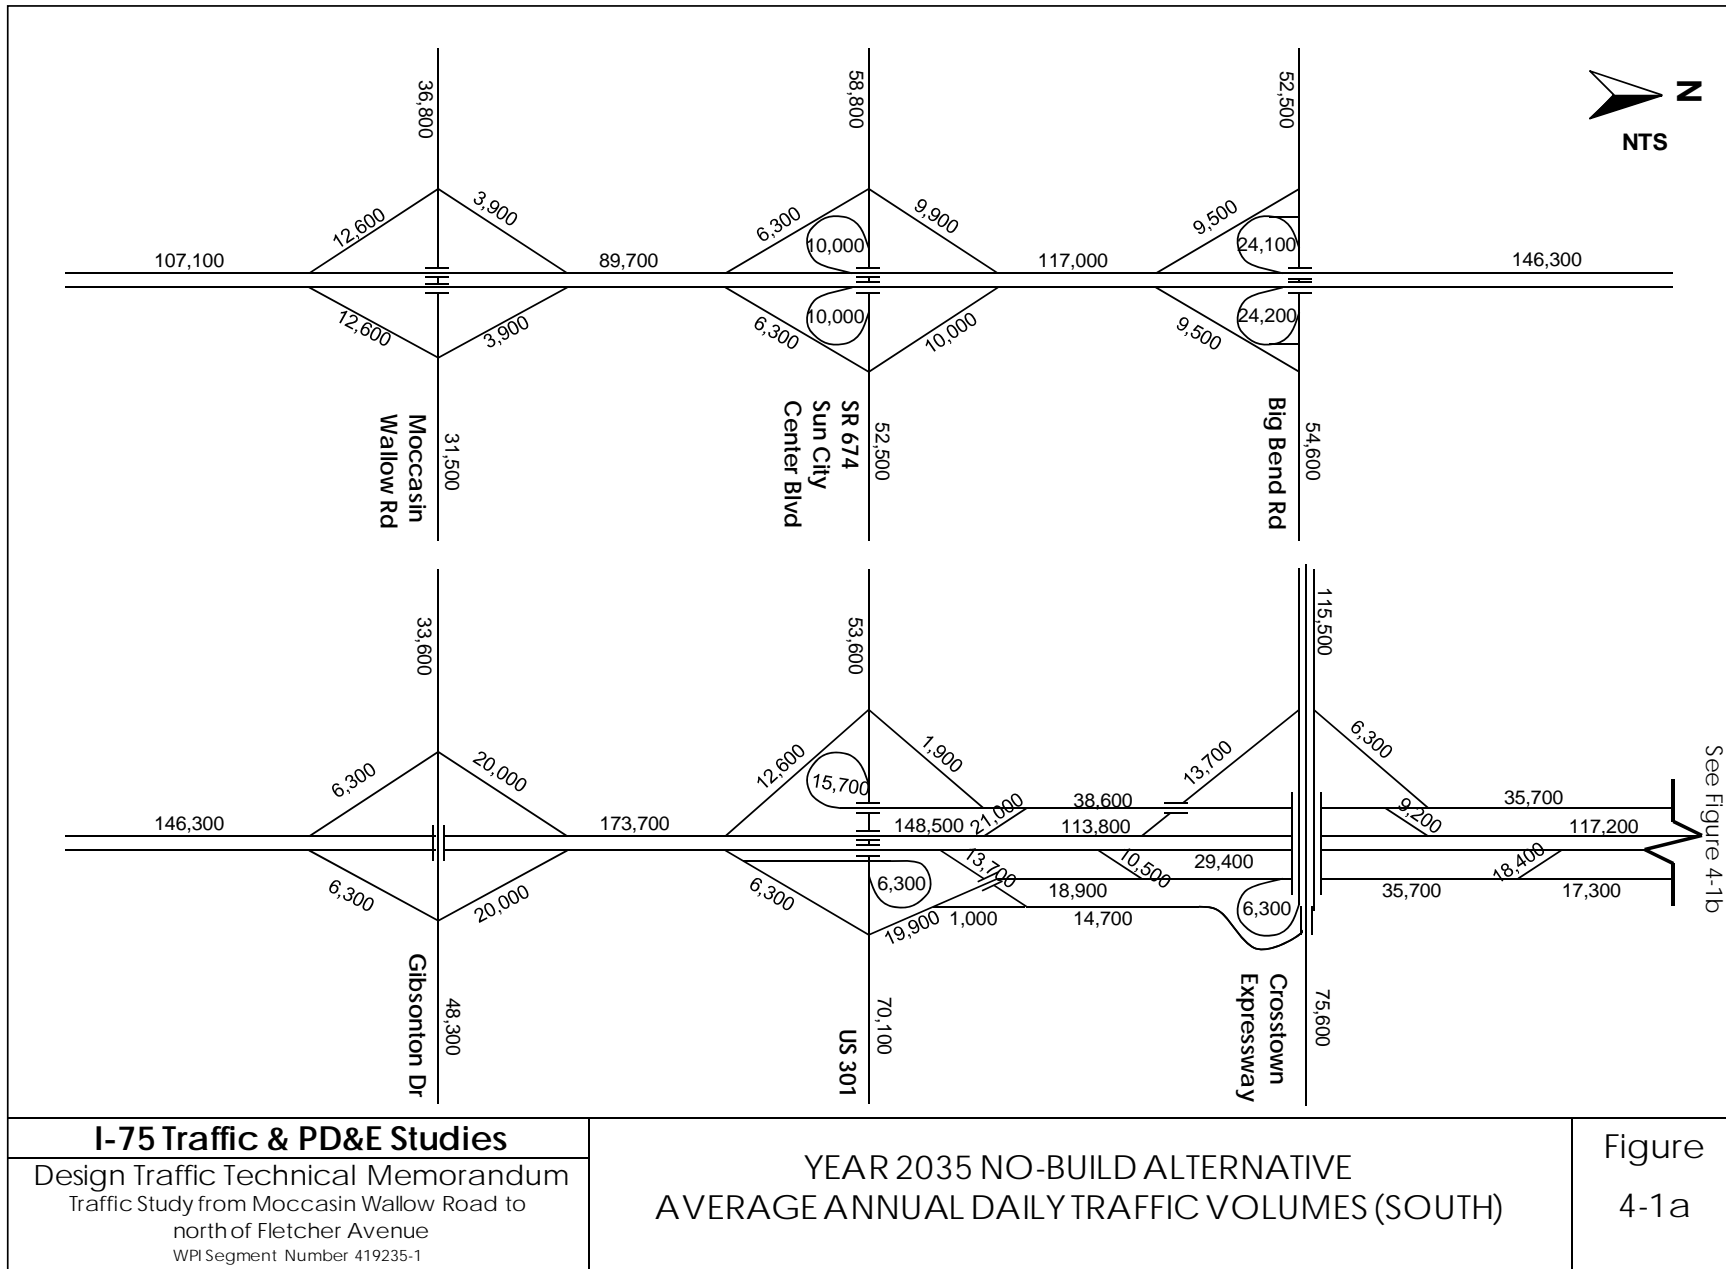 36,800
58,800
52,500
N
NTS
12,600
3,900
6,300
10,000
9,900
9,500
24,100
107,100
89,700
117,000
146,300
12,600
3,900
6,300
10,000
10,000
9,500
24,200
Moccasin
Wallow Rd
31,500
SR 674
Sun City
Center Blvd
52,500
Big Bend Rd
54,600
33,600
53,600
115,500
6,300
20,000
12,600
15,700
1,900
21,000
38,600
13,700
6,300
9,200
35,700
146,300
173,700
148,500
113,800
117,200
6,300
20,000
6,300
6,300
13,700
10,500
29,400
18,900
19,900
1,000
14,700
6,300
35,700
18,400
17,300
See Figure 4-1b
Gibsonton Dr
48,300
US 301
70,100
Crosstown
Expressway
75,600
I-75 Traffic & PD&E Studies
Design Traffic Technical Memorandum
Traffic Study from Moccasin Wallow Road to
north of Fletcher Avenue
WPI Segment Number 419235-1
YEAR 2035 NO-BUILD ALTERNATIVE
AVERAGE ANNUAL DAILY TRAFFIC VOLUMES (SOUTH)
Figure
4-1a